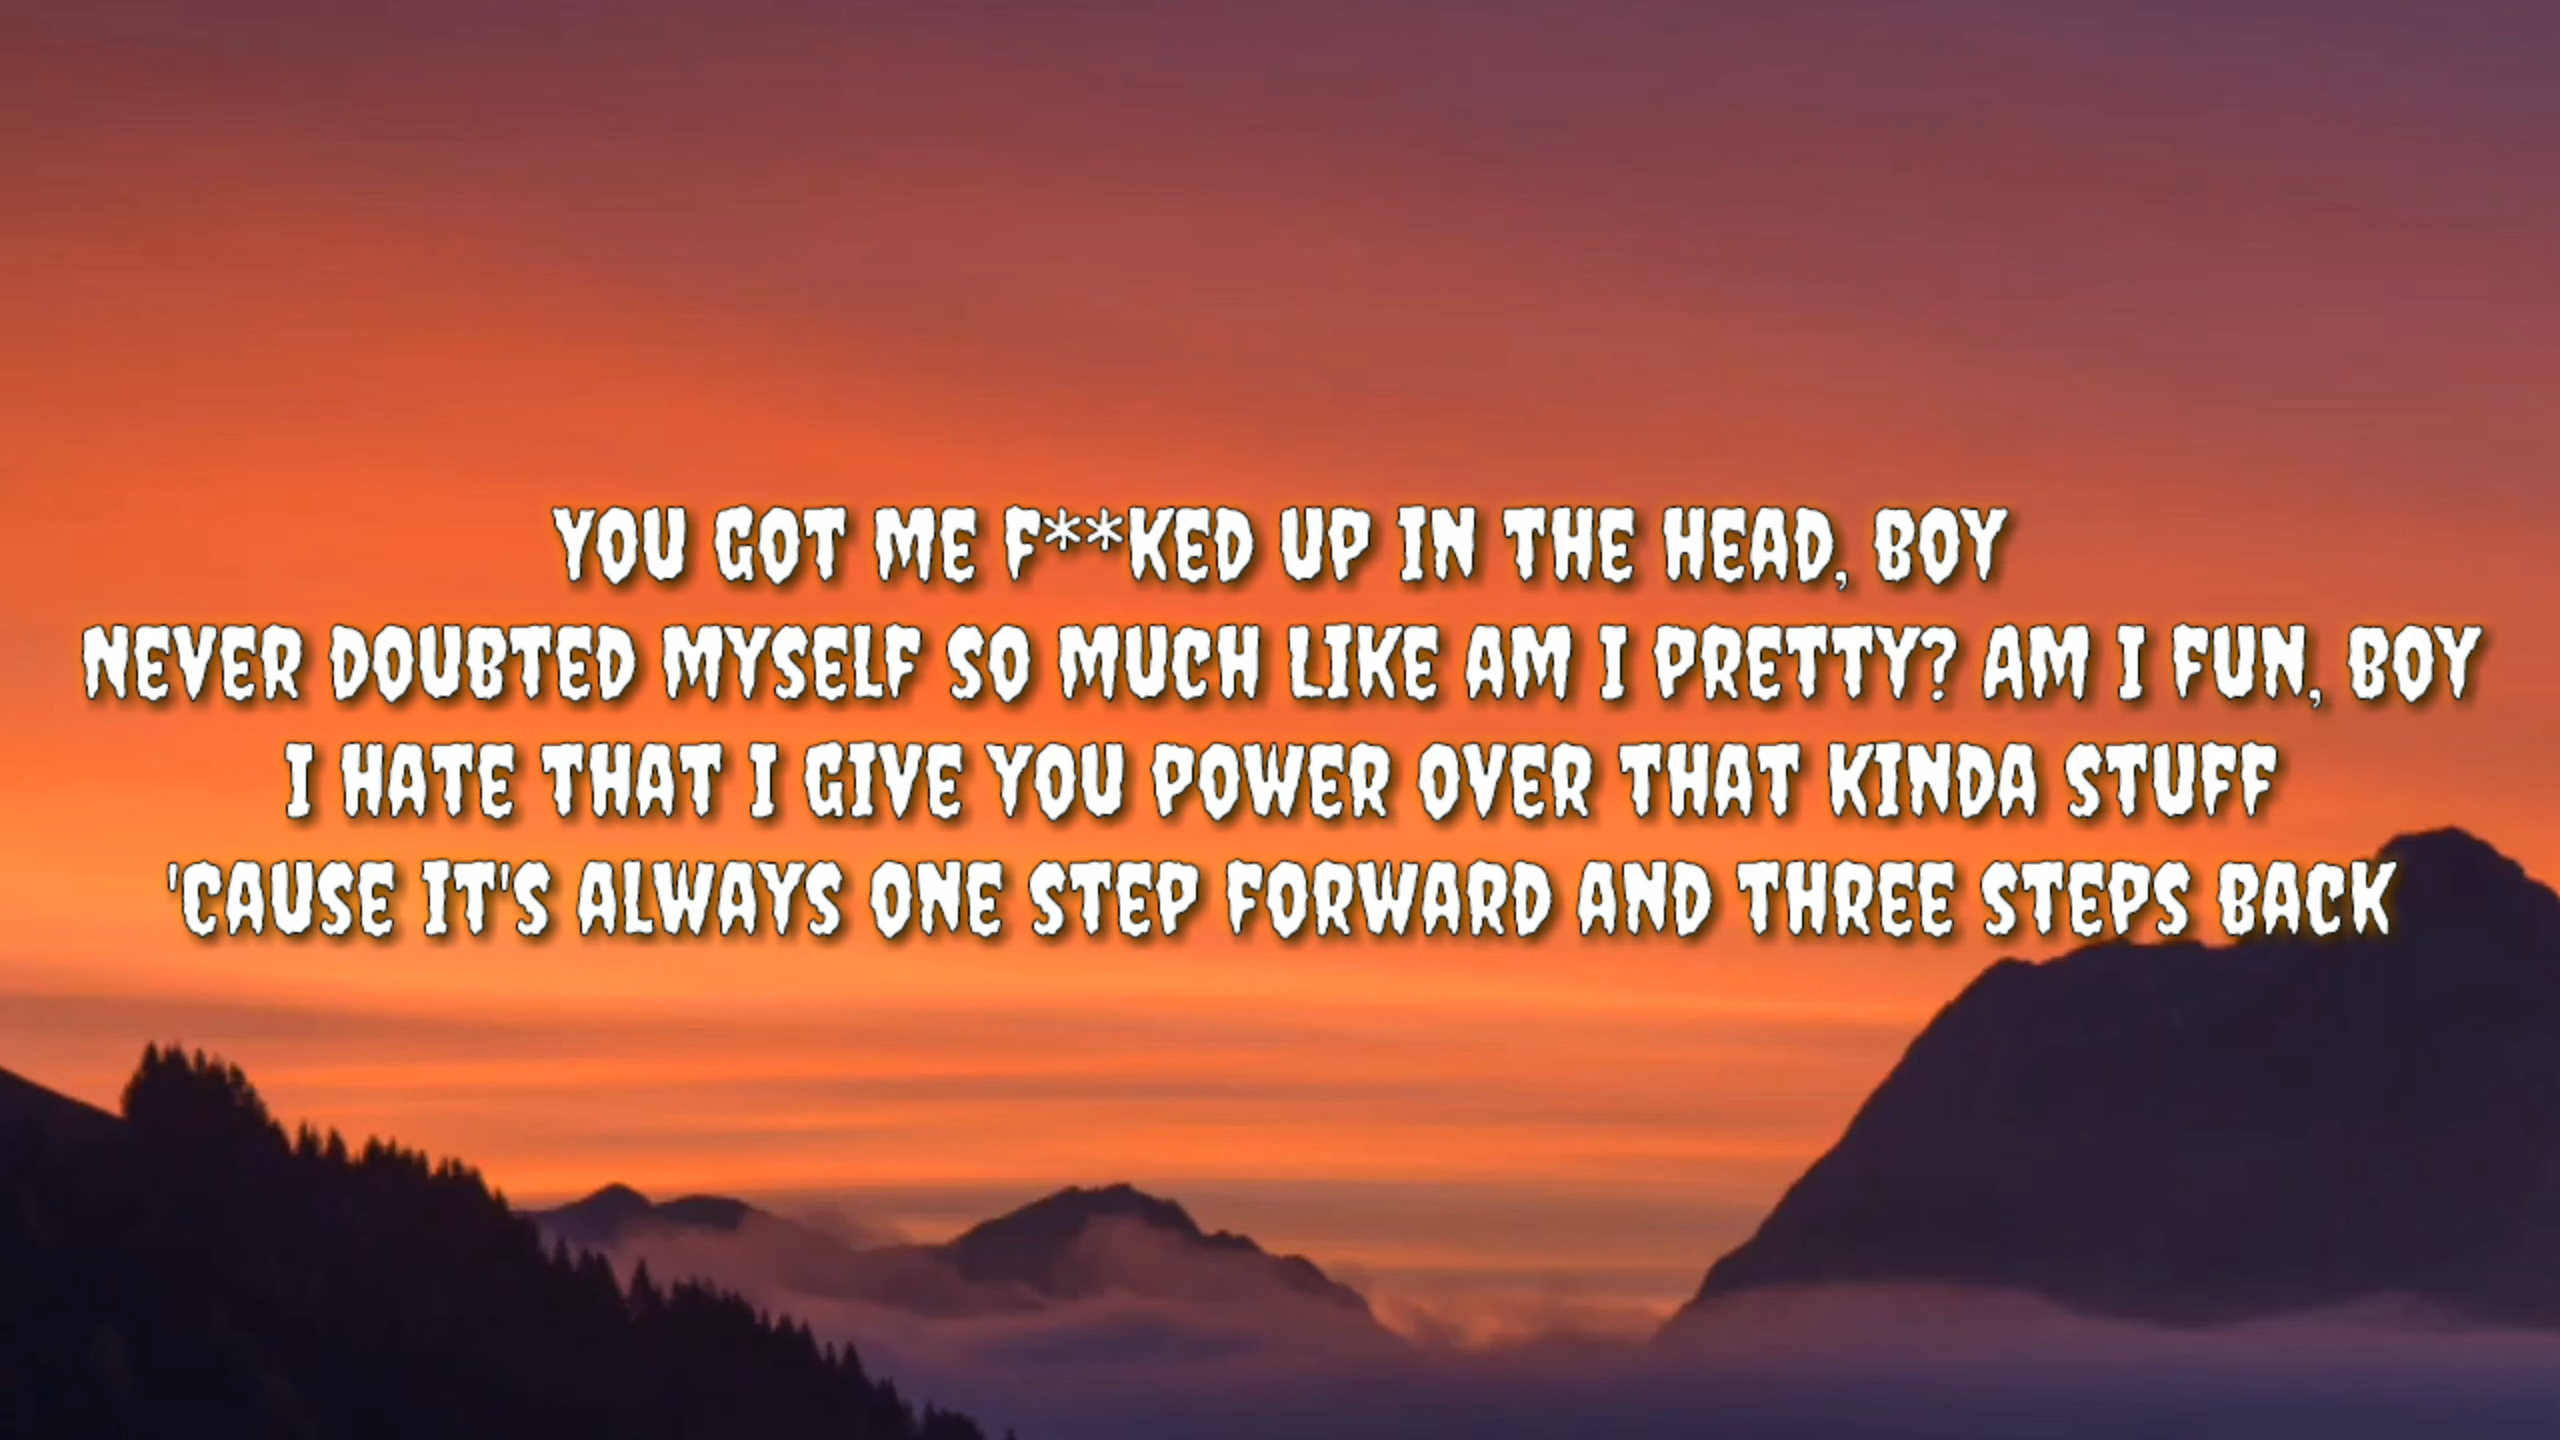 YOU GOT ME F**KED UP IN THE HEAD, BOY
NEVER DOUBTED MYSELF SO MUCH LIKE AM I PRETTY? AM I FUN, BOY
I HATE THAT I GIVE YOU POWER OVER THAT KINDA STUFF
'CAUSE IT'S ALWAYS ONE STEP FORWARD AND THREE STEPS BACK